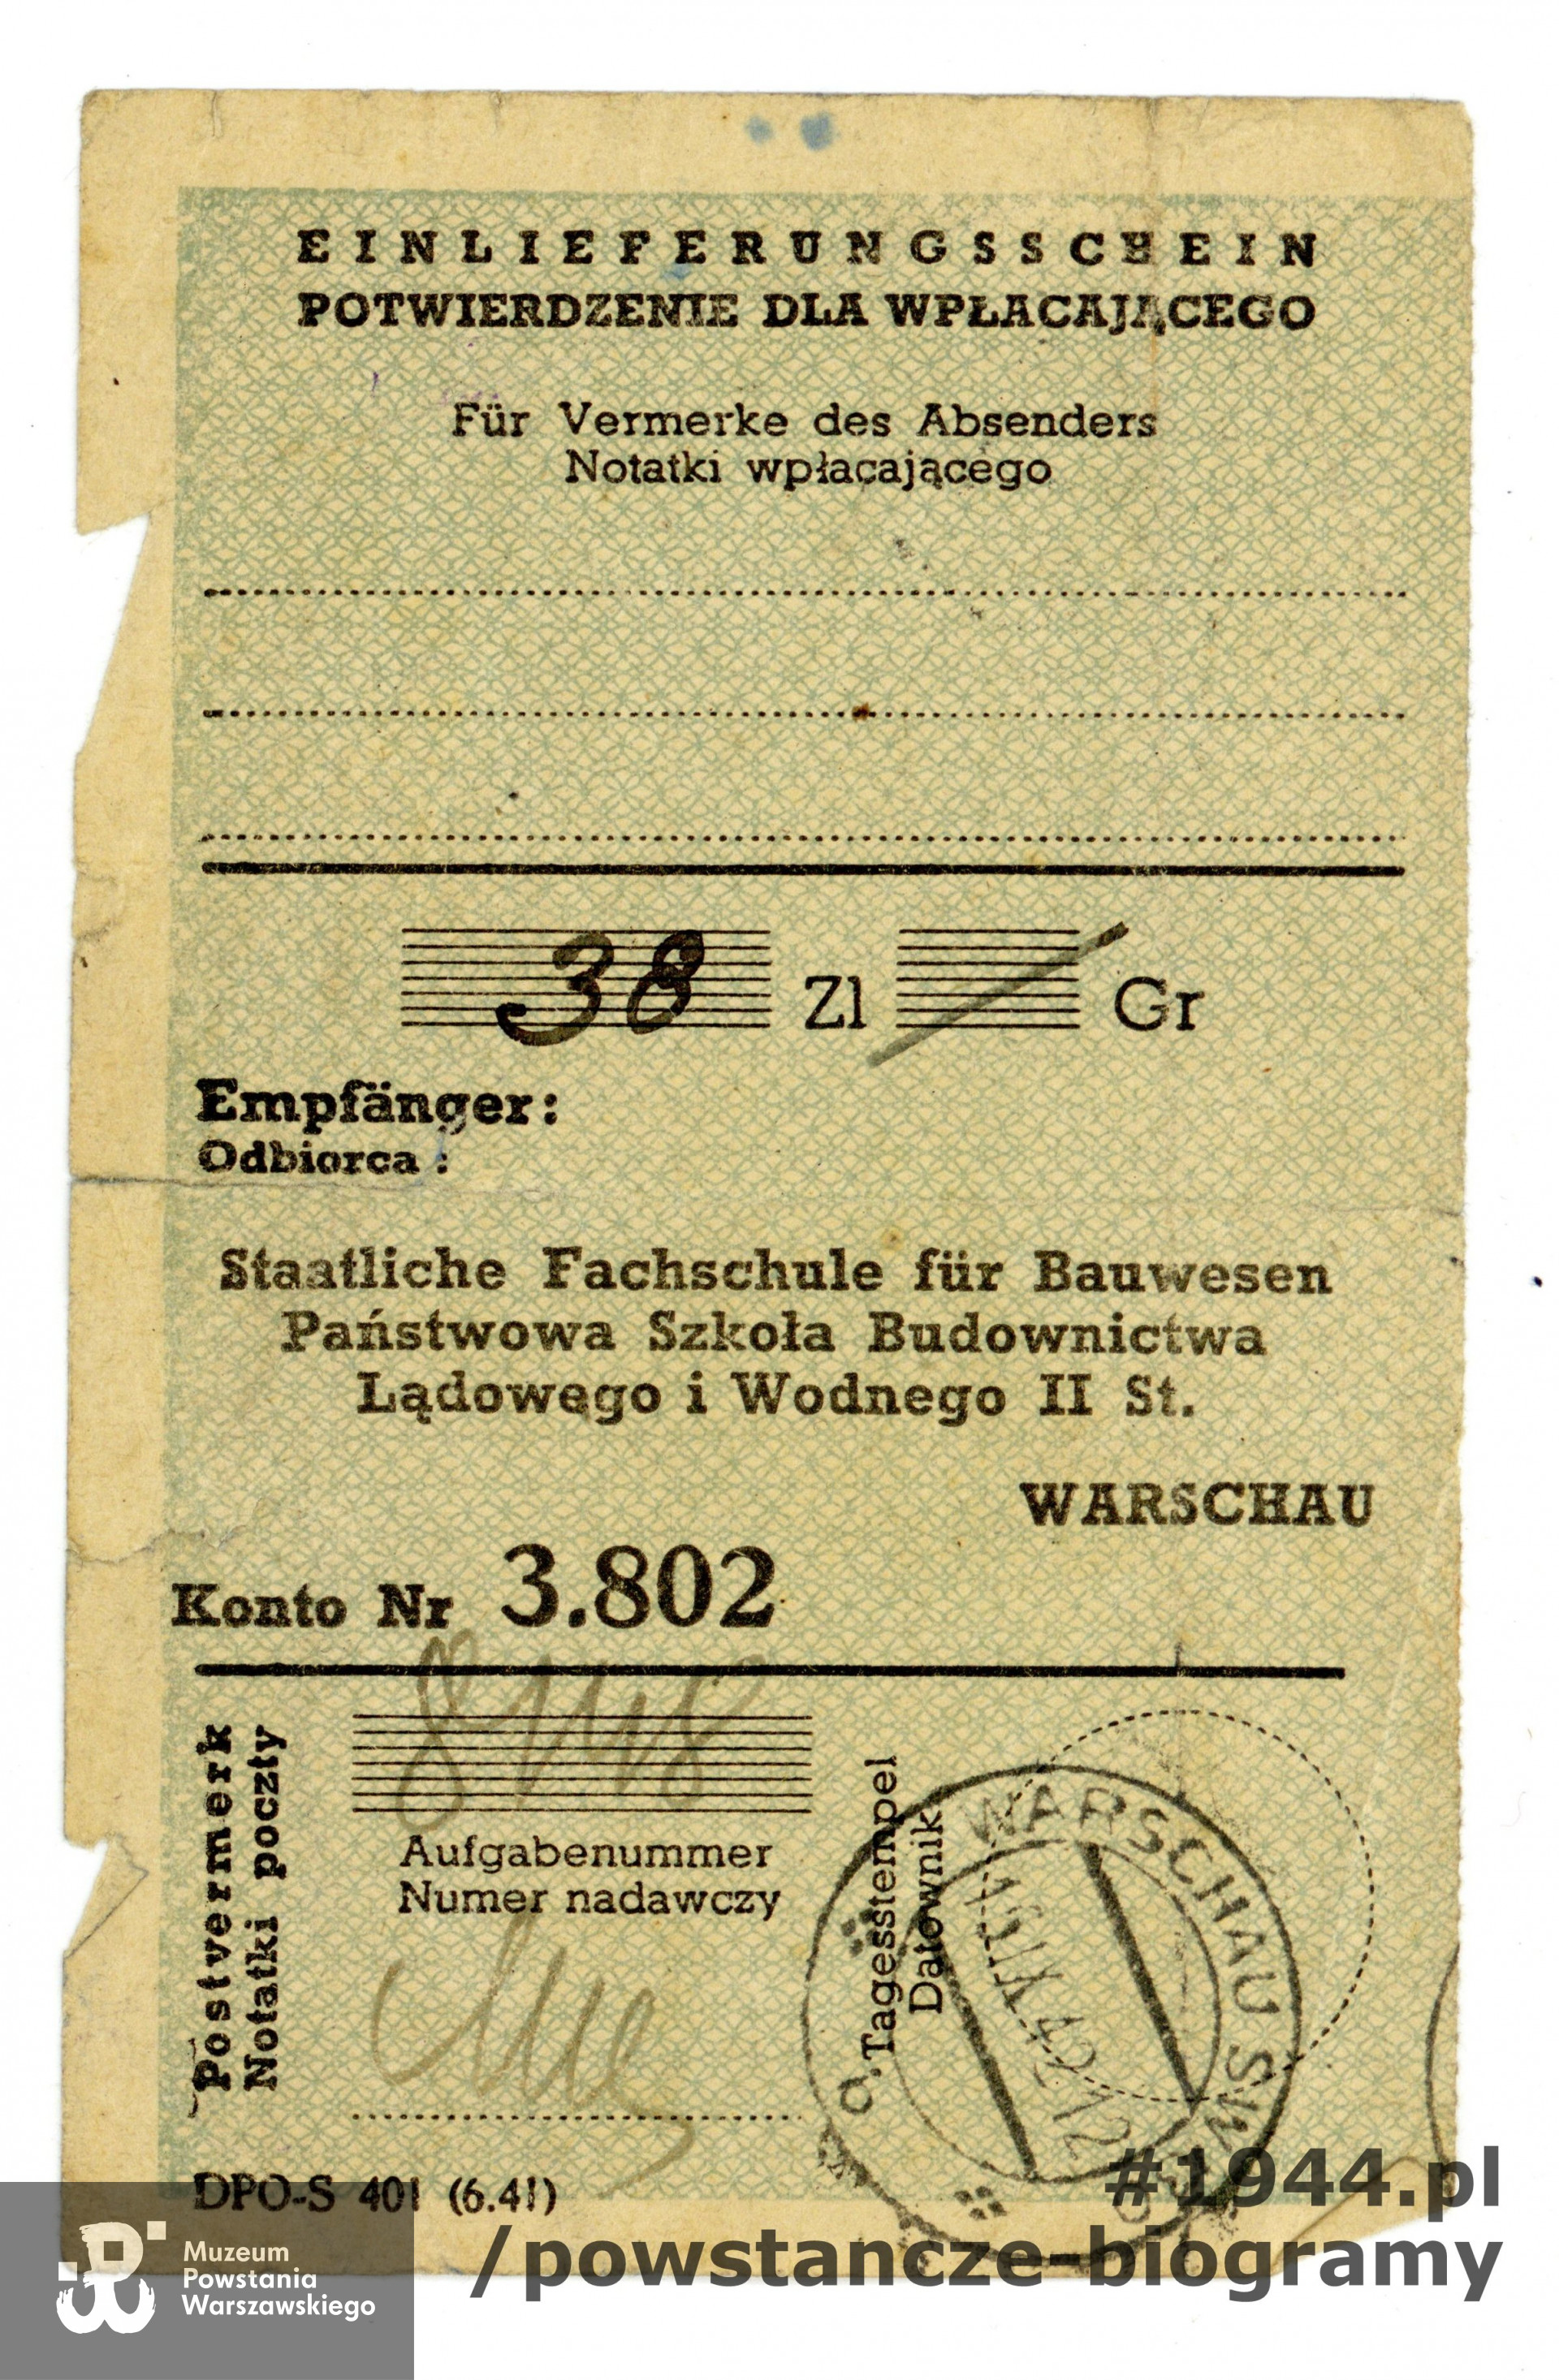 EINLIEFERUNGSSCHEIN
POTWIERDZENIE DLA WPŁACAJĄCEGO
Für Vermerke des Absenders
Notatki wpłacającego
38 Zl Gr
Empfänger:
Odbiorca:
Staatliche Fachschule für Bauwesen
Państwowa Szkoła Budownictwa
Lądowego i Wodnego II St.
WARSCHAU
Konto Nr 3.802
Postvermerk
Notatki poczty
Aufgabenummer
Numer nadawczy
Tagesstempel
Datownik
WARSCHAU
DPO-S 401 (6.41)
#1944.pl
/powstancze-biogramy
Muzeum
Powstania
Warszawskiego